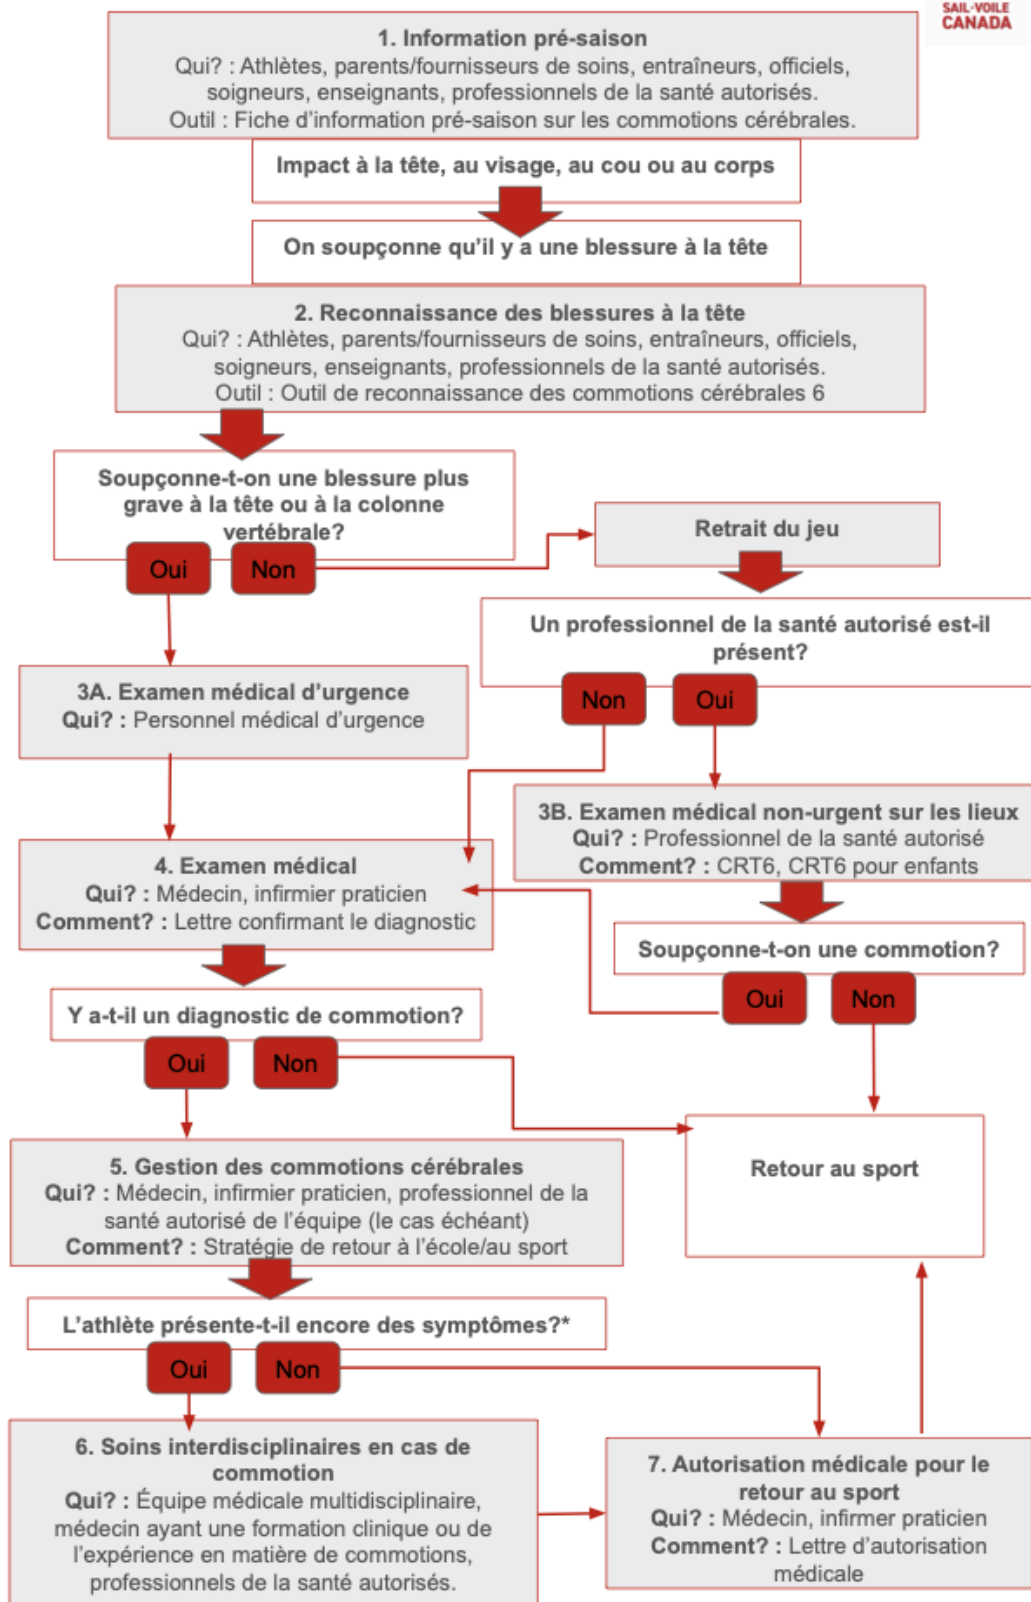 SAIL·VOILE
CANADA
1. Information pré-saison
Qui? : Athlètes, parents/fournisseurs de soins, entraîneurs, officiels,
soigneurs, enseignants, professionnels de la santé autorisés.
Outil : Fiche d'information pré-saison sur les commotions cérébrales.
Impact à la tête, au visage, au cou ou au corps
On soupçonne qu'il y a une blessure à la tête
2. Reconnaissance des blessures à la tête
Qui? : Athlètes, parents/fournisseurs de soins, entraîneurs, officiels,
soigneurs, enseignants, professionnels de la santé autorisés.
Outil : Outil de reconnaissance des commotions cérébrales 6
Soupçonne-t-on une blessure plus
grave à la tête ou à la colonne
vertébrale?
Oui
Non
Retrait du jeu
Un professionnel de la santé autorisé est-il
présent?
Non
Oui
3A. Examen médical d'urgence
Qui? : Personnel médical d'urgence
3B. Examen médical non-urgent sur les lieux
Qui? : Professionnel de la santé autorisé
Comment? : CRT6, CRT6 pour enfants
4. Examen médical
Qui? : Médecin, infirmier praticien
Comment? : Lettre confirmant le diagnostic
Soupçonne-t-on une commotion?
Oui
Non
Y a-t-il un diagnostic de commotion?
Oui
Non
Retour au sport
5. Gestion des commotions cérébrales
Qui? : Médecin, infirmier praticien, professionnel de la
santé autorisé de l'équipe (le cas échéant)
Comment? : Stratégie de retour à l'école/au sport
L'athlète présente-t-il encore des symptômes?*
Oui
Non
6. Soins interdisciplinaires en cas de
commotion
Qui? : Équipe médicale multidisciplinaire,
médecin ayant une formation clinique ou de
l'expérience en matière de commotions,
professionnels de la santé autorisés.
7. Autorisation médicale pour le
retour au sport
Qui? : Médecin, infirmer praticien
Comment? : Lettre d'autorisation
médicale